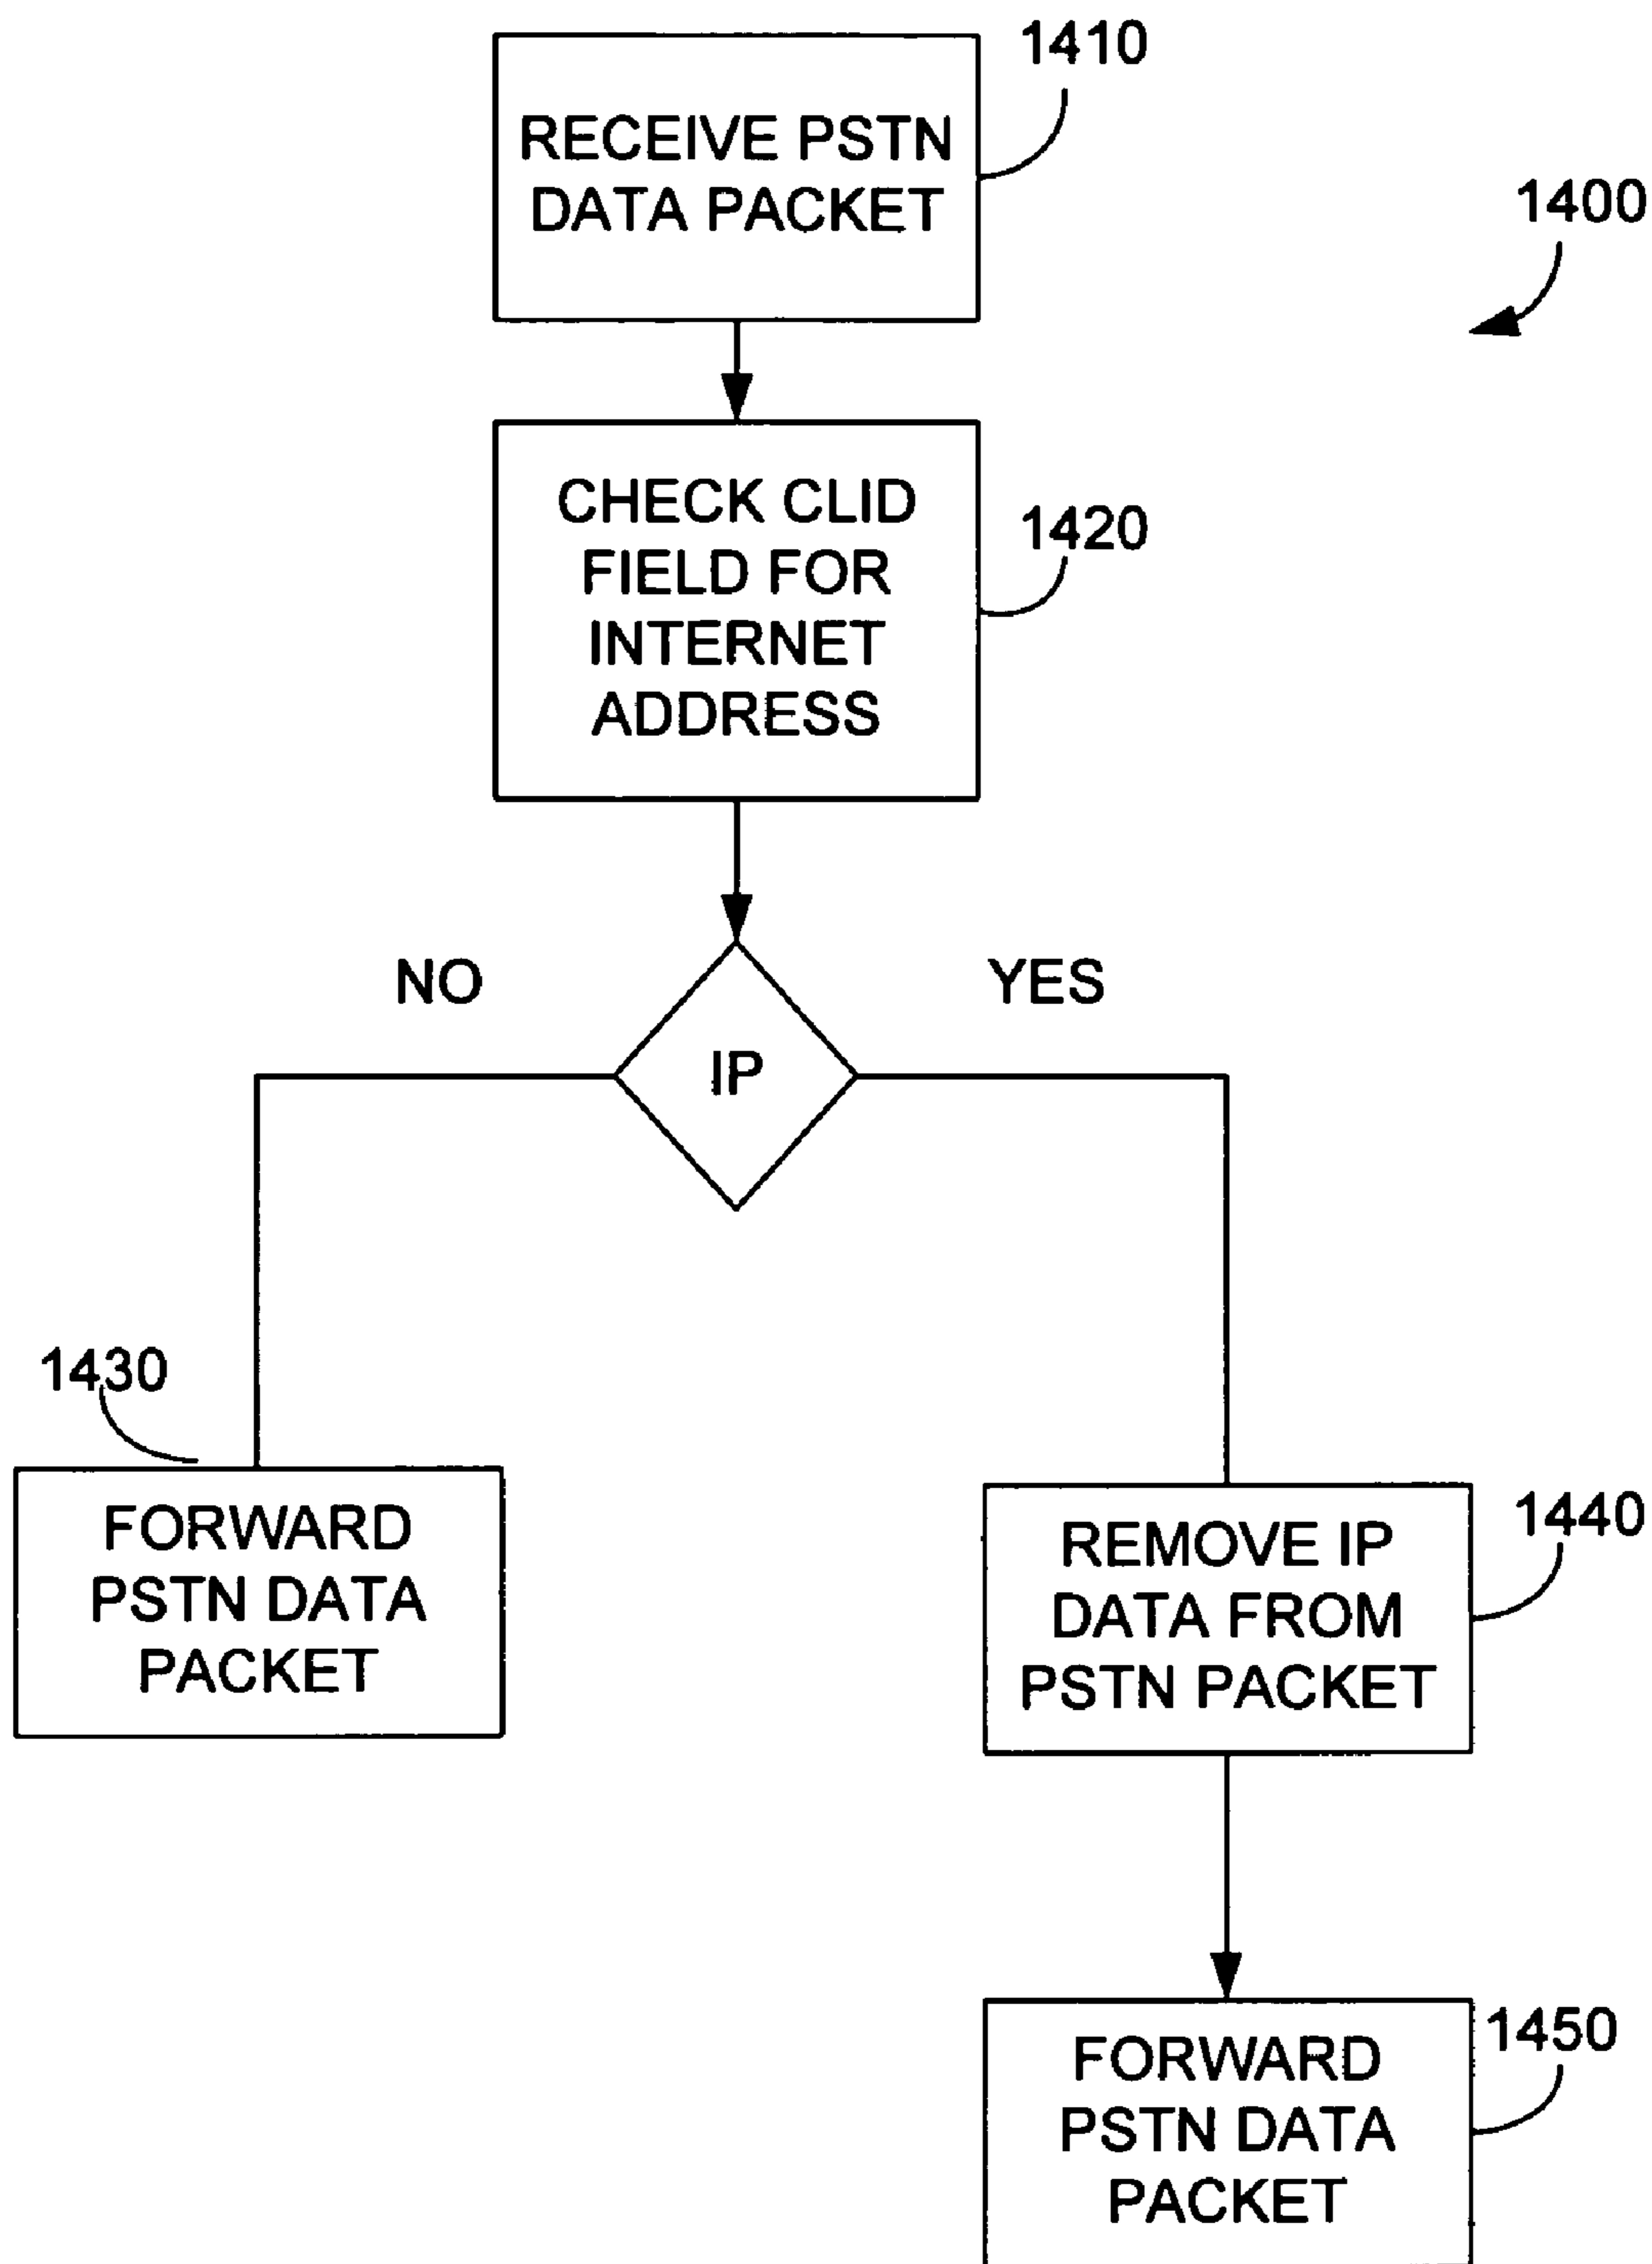 1410
RECEIVE PSTN
DATA PACKET
1400
CHECK CLID
FIELD FOR
INTERNET
ADDRESS
1420
NO
YES
IP
1430
FORWARD
PSTN DATA
PACKET
1440
REMOVE IP
DATA FROM
PSTN PACKET
1450
FORWARD
PSTN DATA
PACKET